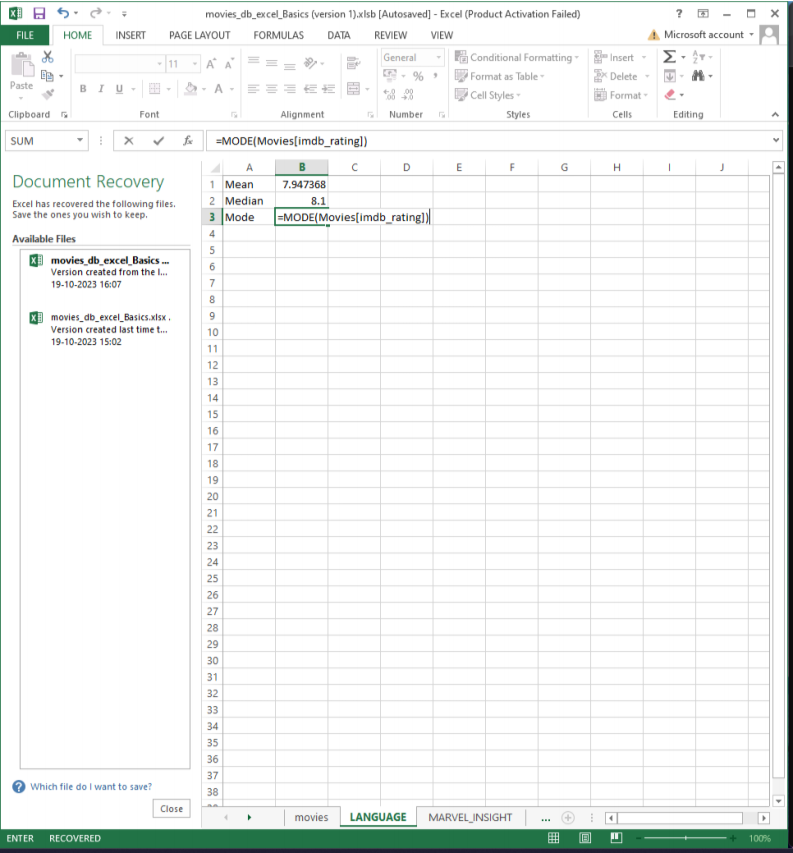 movies_db_excel_Basics (version 1).xlsb [Autosaved] - Excel (Product Activation Failed)
FILE HOME INSERT PAGE LAYOUT FORMULAS DATA REVIEW VIEW Microsoft account
Paste
11
General
Conditional Formatting
Format as Table
Cell Styles
Insert
Delete
Format
Clipboard Font Alignment Number Styles Cells Editing
SUM =MODE(Movies[imdb_rating])
Document Recovery
Excel has recovered the following files.
Save the ones you wish to keep.
Available Files
movies_db_excel_Basics ...
Version created from the l...
19-10-2023 16:07
movies_db_excel_Basics.xlsx .
Version created last time t...
19-10-2023 15:02
Which file do I want to save?
Close
A B C D E F G H I J
1 Mean 7.947368
2 Median 8.1
3 Mode =MODE(Movies[imdb_rating])
4
5
6
7
8
9
10
11
12
13
14
15
16
17
18
19
20
21
22
23
24
25
26
27
28
29
30
31
32
33
34
35
36
37
38
movies LANGUAGE MARVEL_INSIGHT ...
ENTER RECOVERED 100%